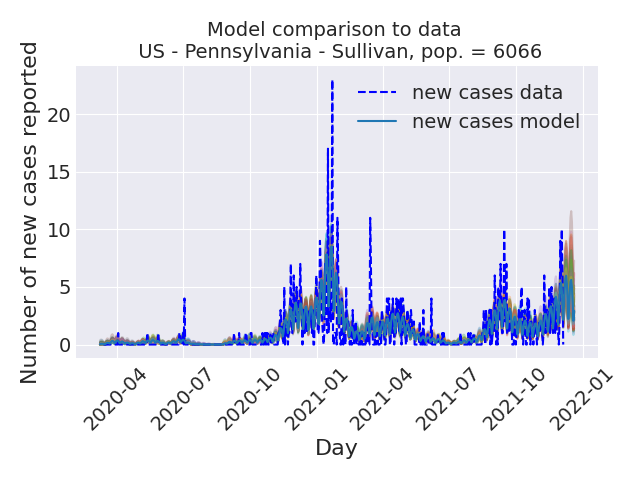 Model comparison to data
US - Pennsylvania - Sullivan, pop. = 6066
Number of new cases reported
new cases data
new cases model
20
15
10
5
0
2020-04
2020-07
2020-10
2021-01
2021-04
2021-07
2021-10
2022-01
Day